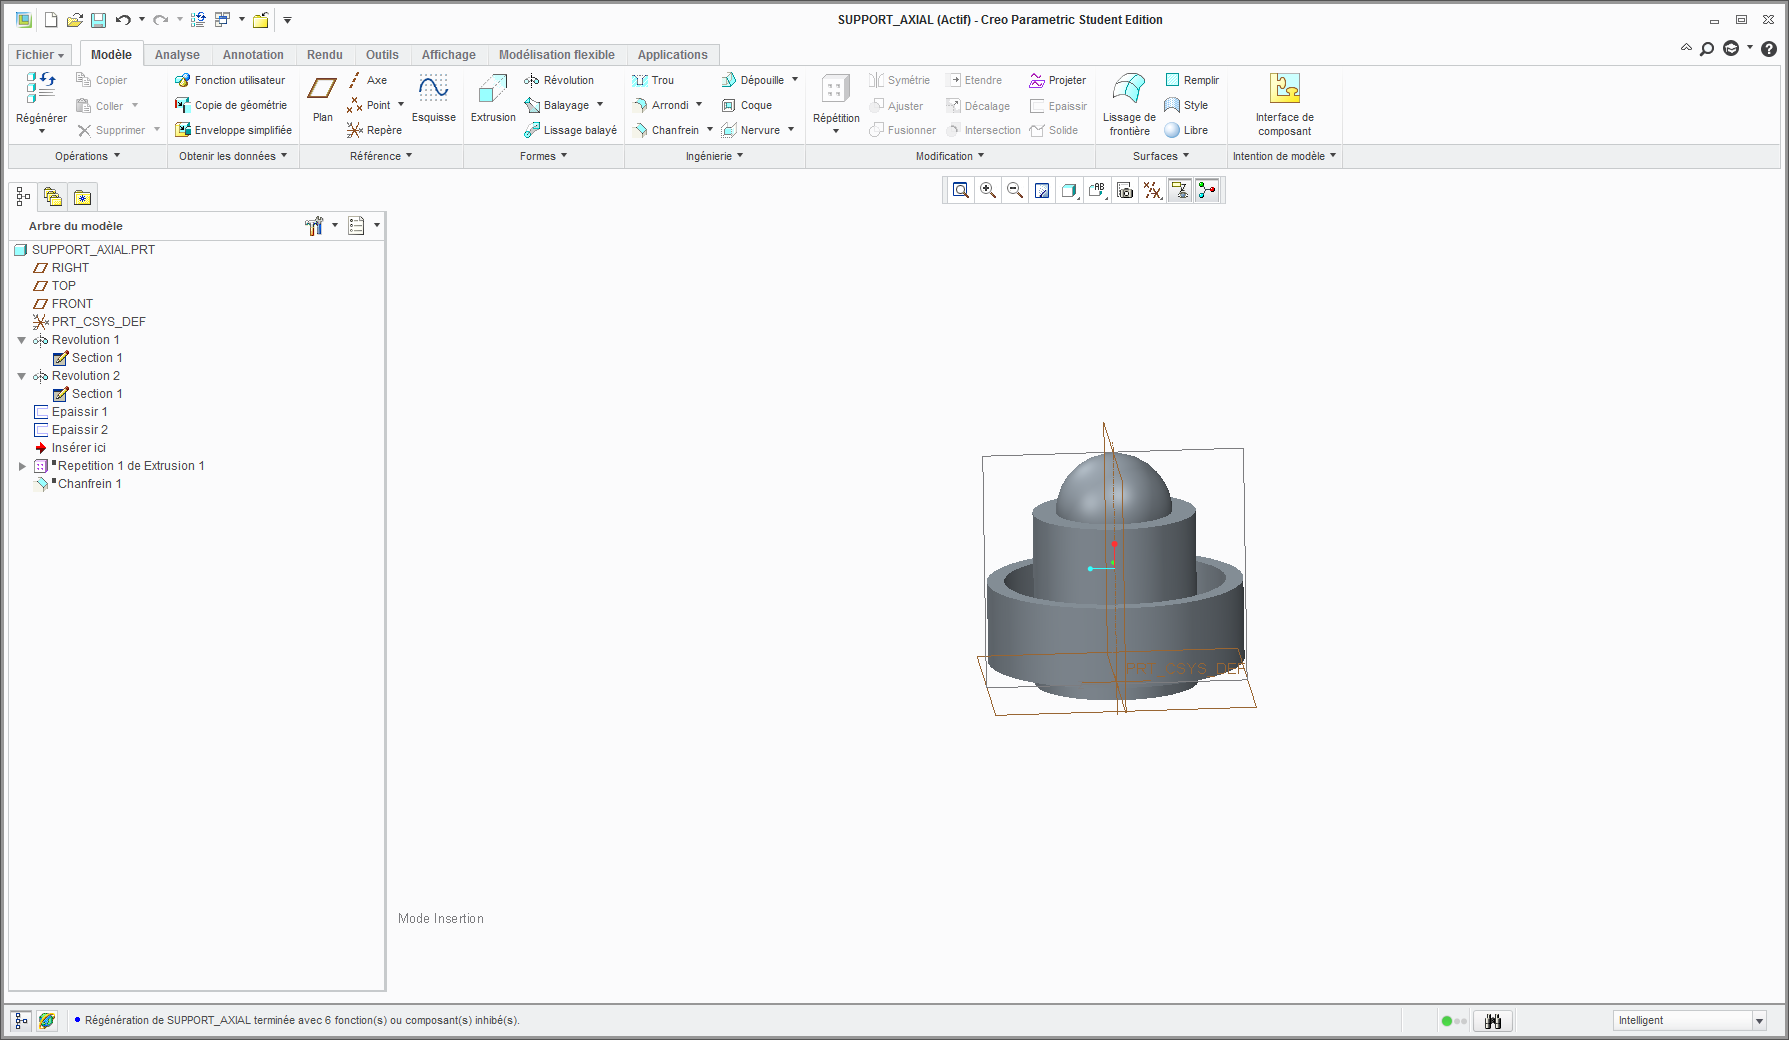 SUPPORT_AXIAL (Actif) - Creo Parametric Student Edition
Fichier Modèle Analyse Annotation Rendu Outils Affichage Modélisation flexible Applications
Régénérer
Copier
Coller
Supprimer
Opérations
Fonction utilisateur
Copie de géométrie
Enveloppe simplifiée
Obtenir les données
Plan
Axe
Point
Repère
Esquisse
Référence
Extrusion
Révolution
Balayage
Lissage balayé
Formes
Trou
Arrondi
Chanfrein
Dépouille
Coque
Nervure
Ingénierie
Répétition
Symétrie
Ajuster
Fusionner
Etendre
Décalage
Intersection
Projeter
Epaissir
Solide
Modification
Lissage de
frontière
Remplir
Style
Libre
Surfaces
Interface de
composant
Intention de modèle
Arbre du modèle
SUPPORT_AXIAL.PRT
RIGHT
TOP
FRONT
PRT_CSYS_DEF
Revolution 1
Section 1
Revolution 2
Section 1
Epaissir 1
Epaissir 2
Insérer ici
Repetition 1 de Extrusion 1
Chanfrein 1
PRT_CSYS_DEF
Mode Insertion
Régénération de SUPPORT_AXIAL terminée avec 6 fonction(s) ou composant(s) inhibé(s).
Intelligent